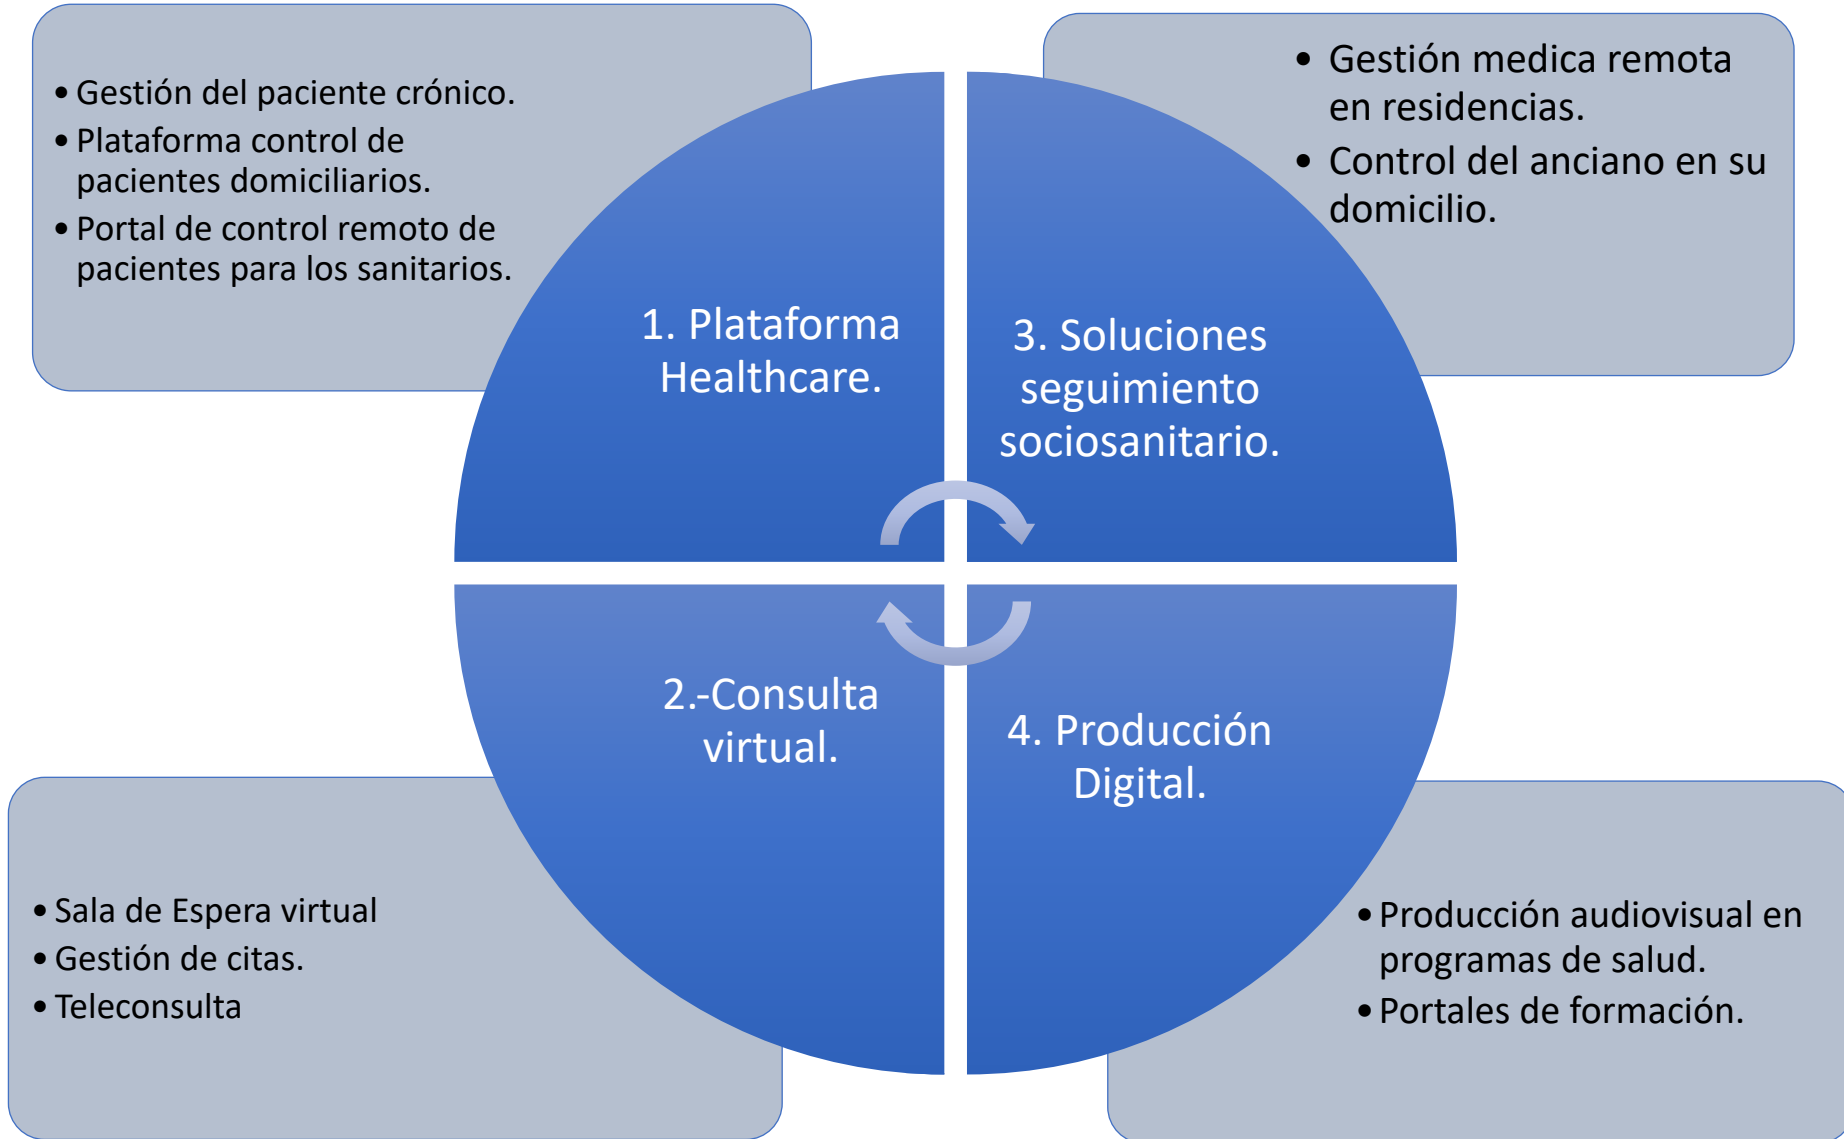 • Gestión del paciente crónico.
• Plataforma control de
pacientes domiciliarios.
• Portal de control remoto de
pacientes para los sanitarios.
• Gestión medica remota
en residencias.
• Control del anciano en su
domicilio.
1. Plataforma
Healthcare.
3. Soluciones
seguimiento
sociosanitario.
2.-Consulta
virtual.
4. Producción
Digital.
• Sala de Espera virtual
• Gestión de citas.
• Teleconsulta
• Producción audiovisual en
programas de salud.
• Portales de formación.